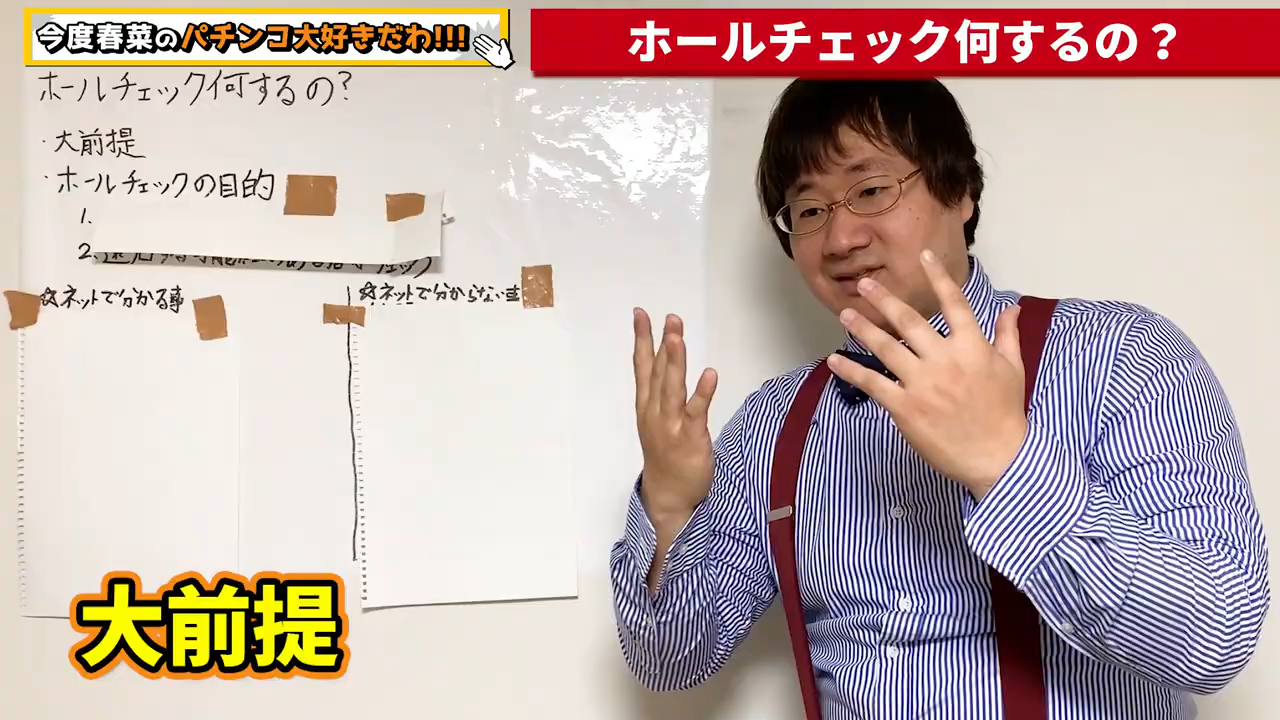 今度春菜のパチンコ大好きだわ!!!
ホールチェック何するの？
ホールチェック何するの?
・大前提
・ホールチェックの目的
1.
2.
☆ネットで分かる事
☆ネットで分からない事
大前提